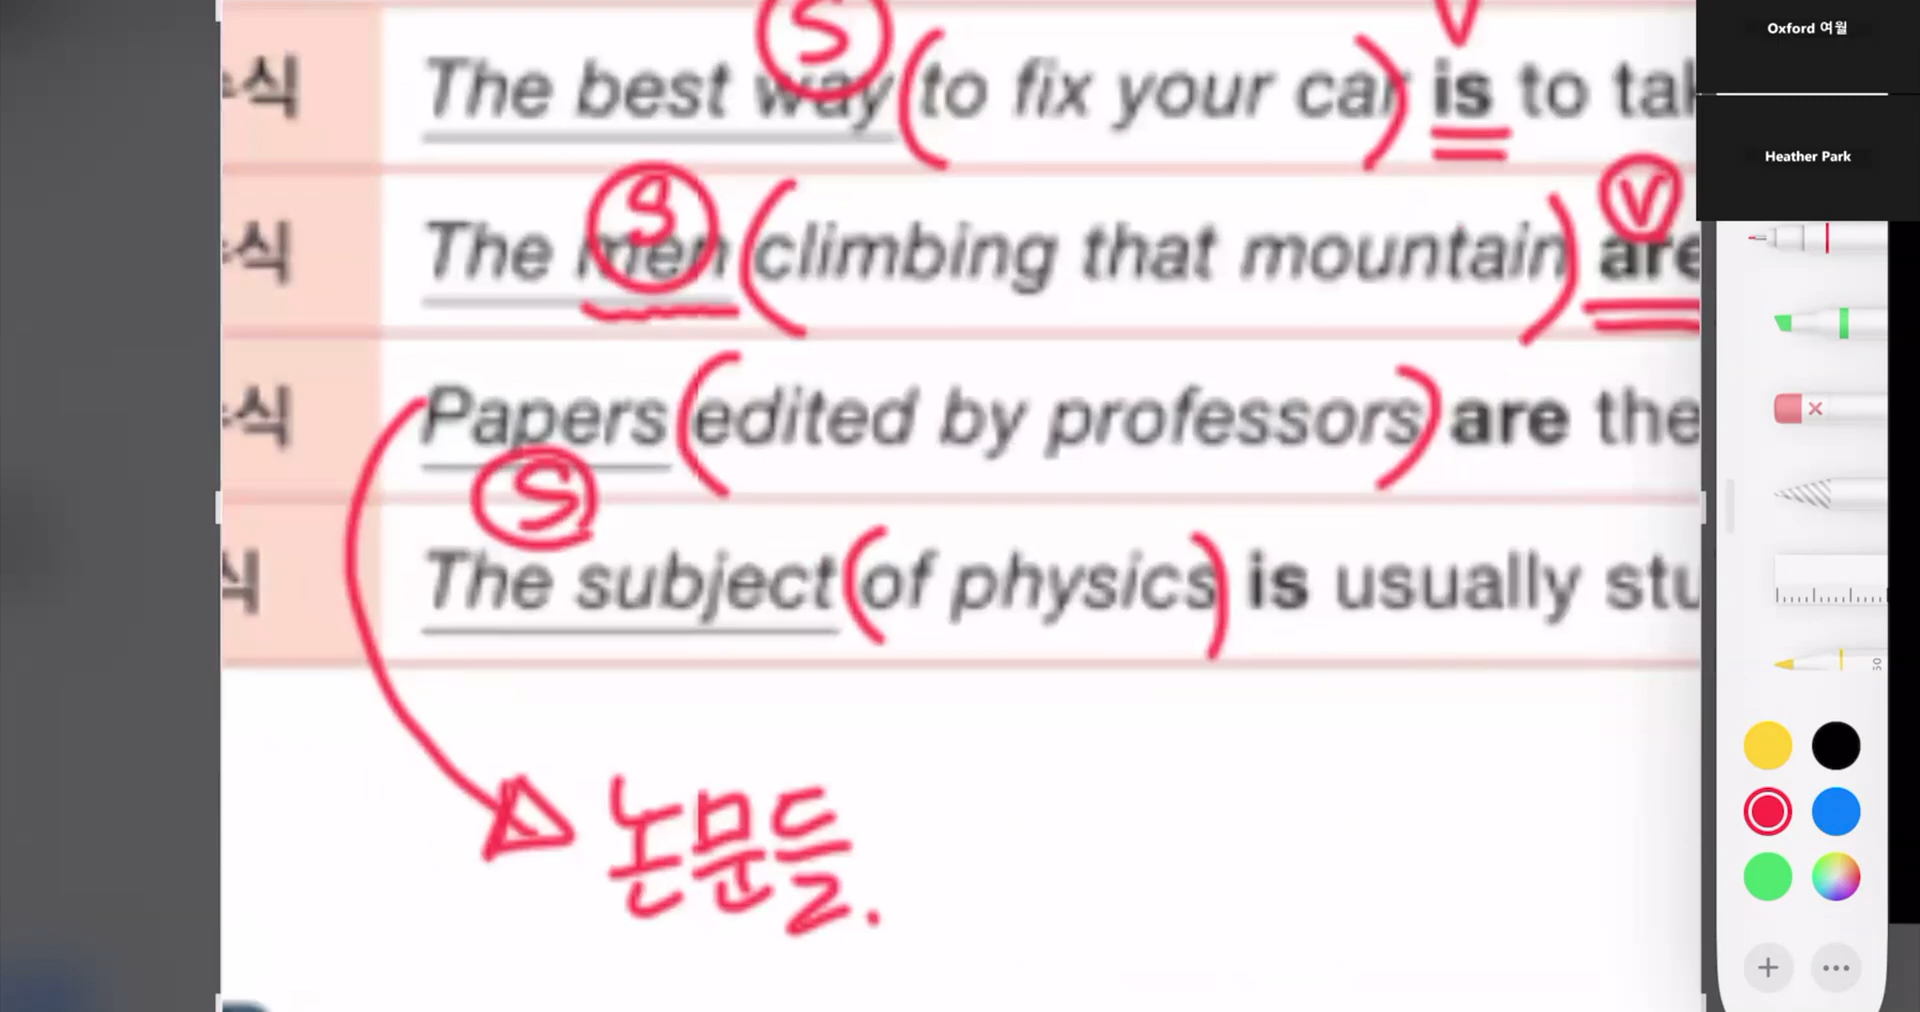 S V
식 The best way (to fix your car) is to
S V
식 The men (climbing that mountain) are
식 Papers (edited by professors) are the
S
식 The subject (of physics) is usually
논문들.
Oxford 여월
Heather Park
50